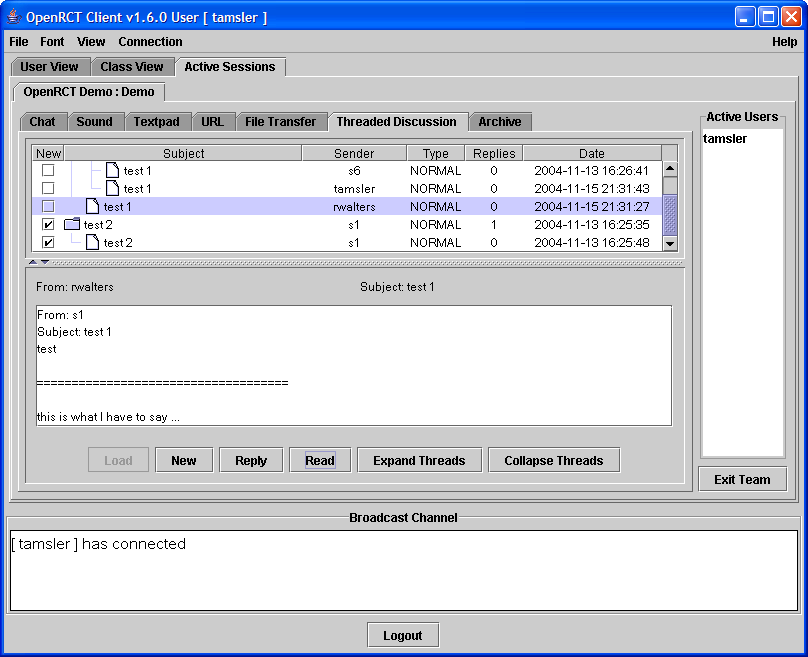 OpenRCT Client v1.6.0 User [ tamsler ]
File Font View Connection Help
User View Class View Active Sessions
OpenRCT Demo : Demo
Chat Sound Textpad URL File Transfer Threaded Discussion Archive
Active Users
tamsler
New Subject Sender Type Replies Date
test 1 s6 NORMAL 0 2004-11-13 16:26:41
test 1 tamsler NORMAL 0 2004-11-15 21:31:43
test 1 rwalters NORMAL 0 2004-11-15 21:31:27
test 2 s1 NORMAL 1 2004-11-13 16:25:35
test 2 s1 NORMAL 0 2004-11-13 16:25:48
From: rwalters Subject: test 1
From: s1
Subject: test 1
test
====================================
this is what I have to say ...
Load New Reply Read Expand Threads Collapse Threads
Exit Team
Broadcast Channel
[ tamsler ] has connected
Logout